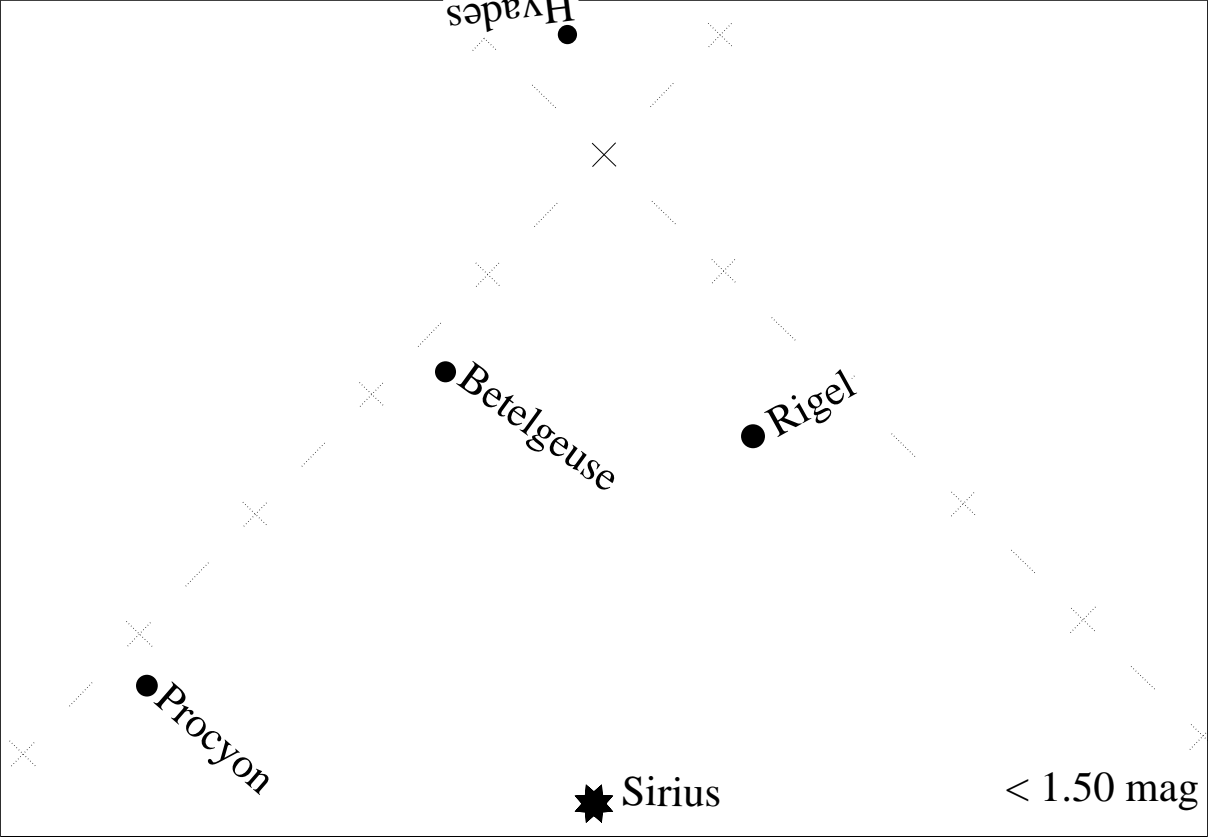 Hyades
Betelgeuse
Rigel
Procyon
Sirius
< 1.50 mag